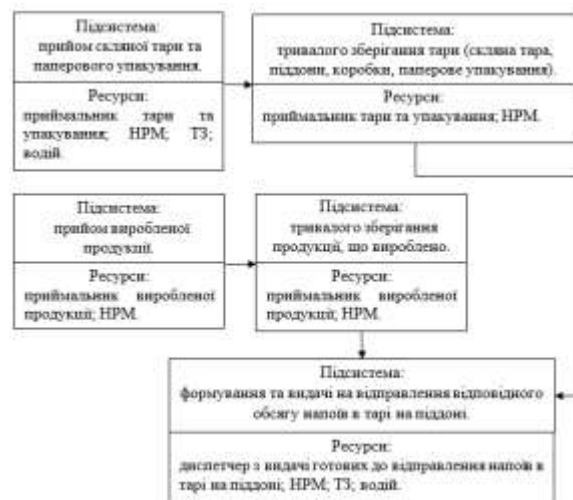 Підсистема:
прийом скляної тари та
паперового упакування.
Ресурси:
приймальник тари та
упакування; НРМ; ТЗ;
водій.
Підсистема:
тривалого зберігання тари (скляна тара,
піддони, коробки, паперове упакування).
Ресурси:
приймальник тари та упакування; НРМ.
Підсистема:
прийом виробленої
продукції.
Ресурси:
приймальник виробленої
продукції; НРМ.
Підсистема:
тривалого зберігання
продукції, що вироблено.
Ресурси:
приймальник виробленої
продукції; НРМ.
Підсистема:
формування та видачі на відправлення відповідного
обсягу напоїв в тарі на піддоні.
Ресурси:
диспетчер з видачі готових до відправлення напоїв в
тарі на піддоні; НРМ; ТЗ; водій.